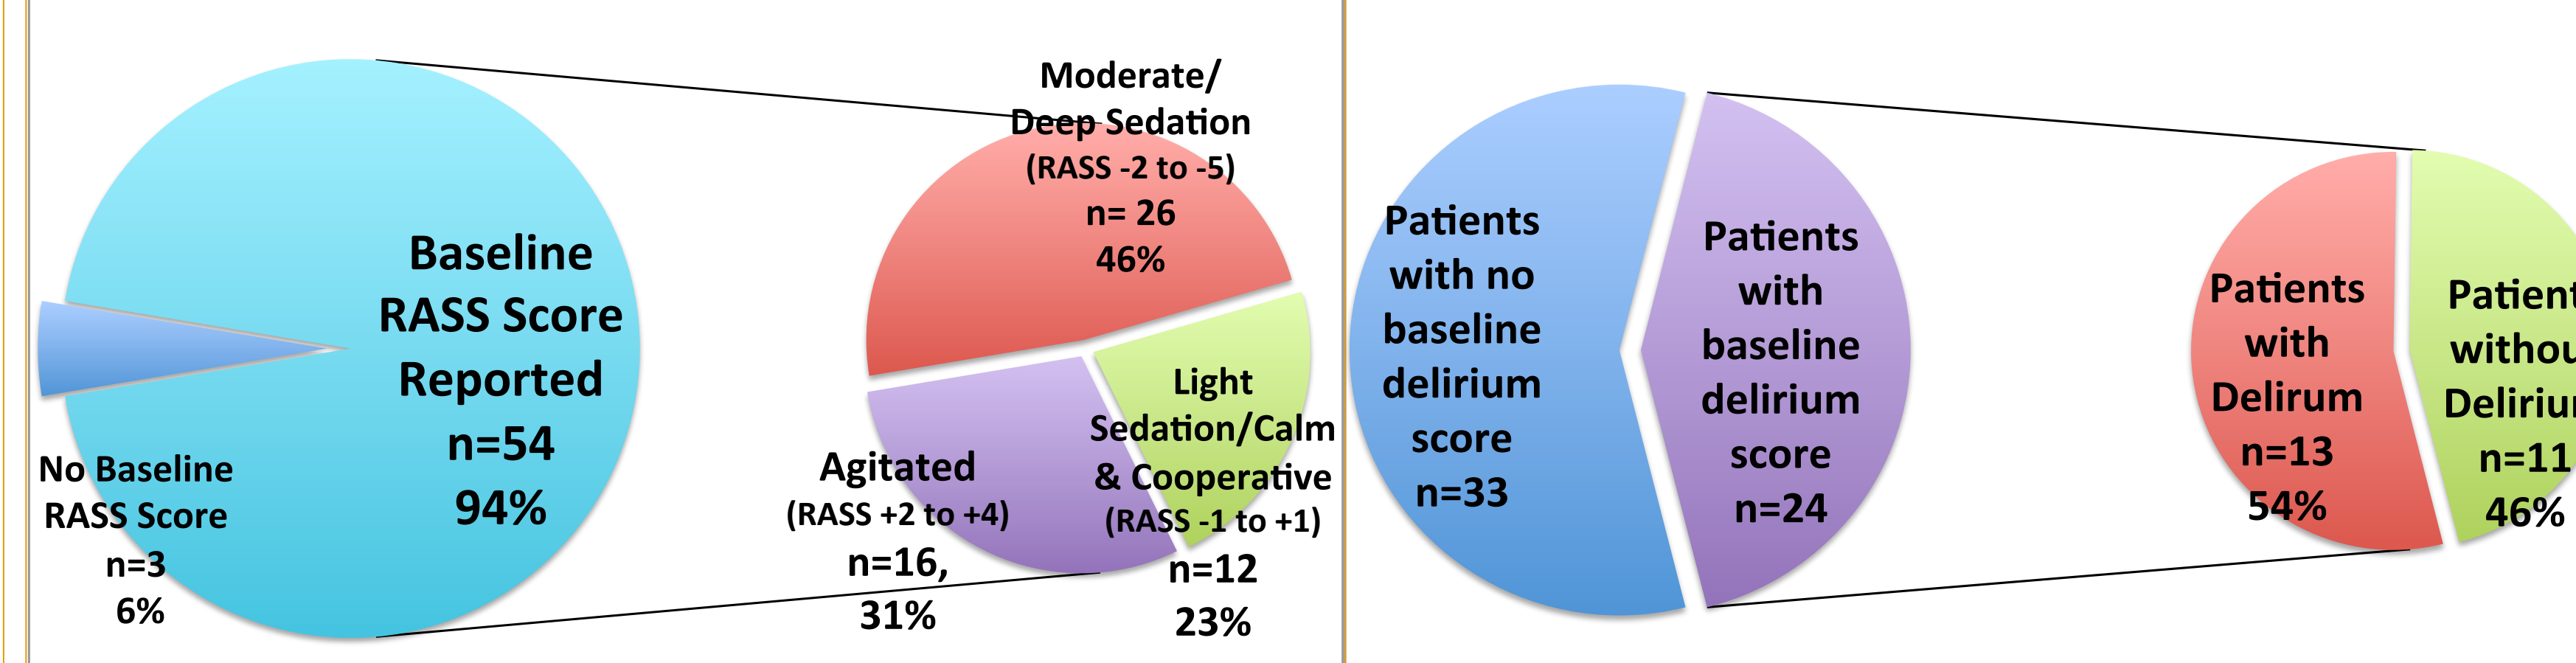 Baseline
RASS Score
Reported
n=54
94%
No Baseline
RASS Score
n=3
6%
Moderate/
Deep Sedation
(RASS -2 to -5)
n= 26
46%
Agitated
(RASS +2 to +4)
n=16,
31%
Light
Sedation/Calm
& Cooperative
(RASS -1 to +1)
n=12
23%
Patients
with no
baseline
delirium
score
n=33
Patients
with
baseline
delirium
score
n=24
Patients
with
Delirum
n=13
54%
n=11
46%